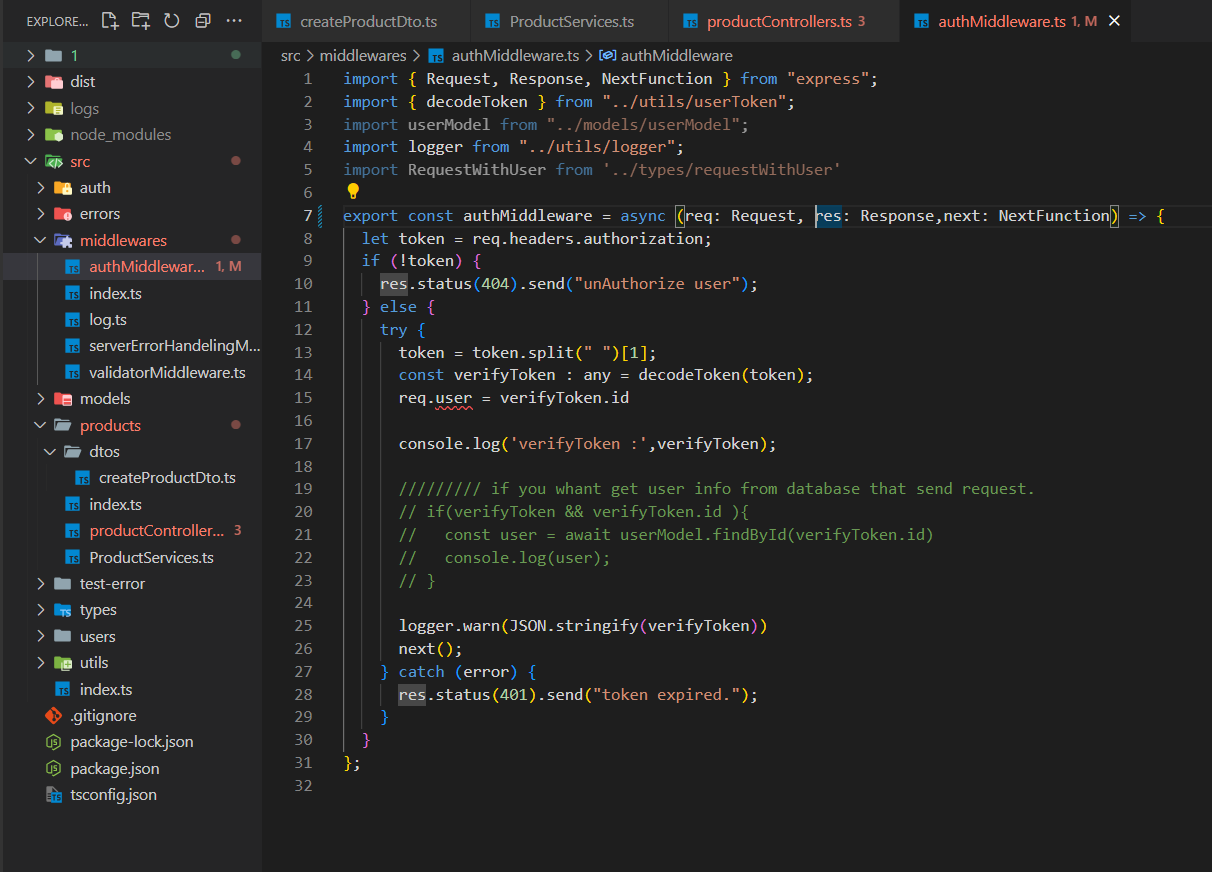 EXPLORE... ···
1
dist
logs
node_modules
src
auth
errors
middlewares
authMiddlewar... 1, M
index.ts
log.ts
serverErrorHandelingM...
validatorMiddleware.ts
models
products
dtos
createProductDto.ts
index.ts
productController... 3
ProductServices.ts
test-error
types
users
utils
index.ts
.gitignore
package-lock.json
package.json
tsconfig.json
createProductDto.ts ProductServices.ts productControllers.ts 3 authMiddleware.ts 1, M
src > middlewares > authMiddleware.ts > authMiddleware
1 import { Request, Response, NextFunction } from "express";
2 import { decodeToken } from "../utils/userToken";
3 import userModel from "../models/userModel";
4 import logger from "../utils/logger";
5 import RequestWithUser from '../types/requestWithUser'
6
7 export const authMiddleware = async (req: Request, res: Response,next: NextFunction) => {
8 let token = req.headers.authorization;
9 if (!token) {
10 res.status(404).send("unAuthorize user");
11 } else {
12 try {
13 token = token.split(" ")[1];
14 const verifyToken : any = decodeToken(token);
15 req.user = verifyToken.id
16
17 console.log('verifyToken :',verifyToken);
18
19 ///////// if you whant get user info from database that send request.
20 // if(verifyToken && verifyToken.id ){
21 //   const user = await userModel.findById(verifyToken.id)
22 //   console.log(user);
23 // }
24
25 logger.warn(JSON.stringify(verifyToken))
26 next();
27 } catch (error) {
28 res.status(401).send("token expired.");
29 }
30 }
31 };
32